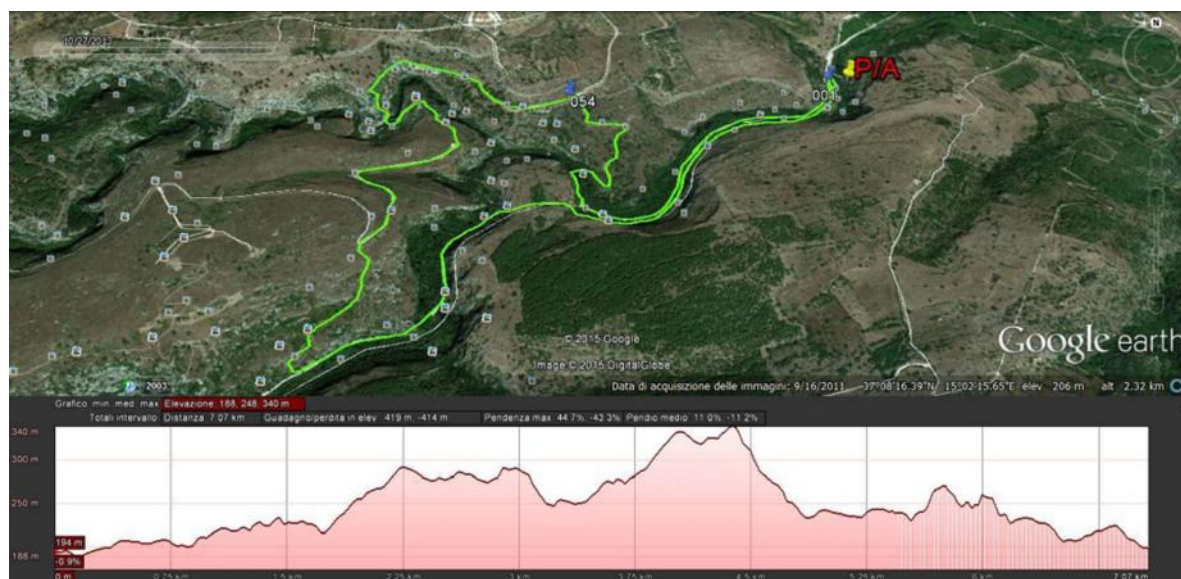 10/27/2013
N
P/A
001
054
© 2015 Google
Image © 2015 DigitalGlobe
Google earth
2003
Data di acquisizione delle immagini: 9/16/2011 37°08'16.39"N 15°02'15.65"E elev 206 m alt 2.32 km
Grafico: min, med, max Elevazione: 188, 248, 340 m
Totali intervallo: Distanza: 7.07 km Guadagno/perdita in elev: 419 m, -414 m Pendenza max: 44.7%, -43.3% Pendio medio: 11.0%, -11.2%
340 m
300 m
250 m
194 m
188 m
-0.9%
0 m 0.75 km 1.5 km 2.25 km 3 km 3.75 km 4.5 km 5.25 km 6 km 7.07 km